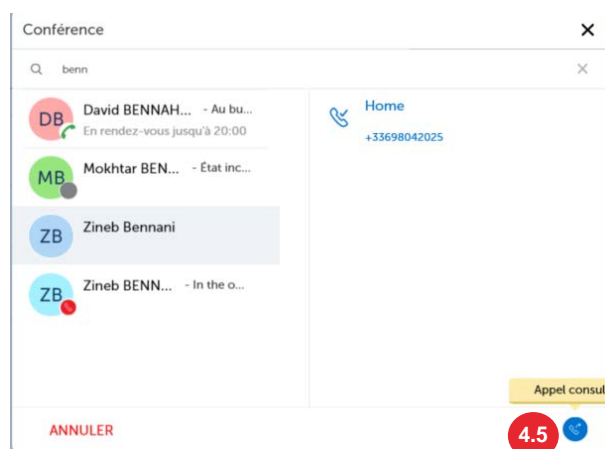 Conférence
benn
DB
David BENNAH... - Au bu...
En rendez-vous jusqu'à 20:00
MB
Mokhtar BEN... - État inc...
ZB
Zineb Bennani
ZB
Zineb BENN... - In the o...
Home
+33698042025
Appel consul
ANNULER
4.5